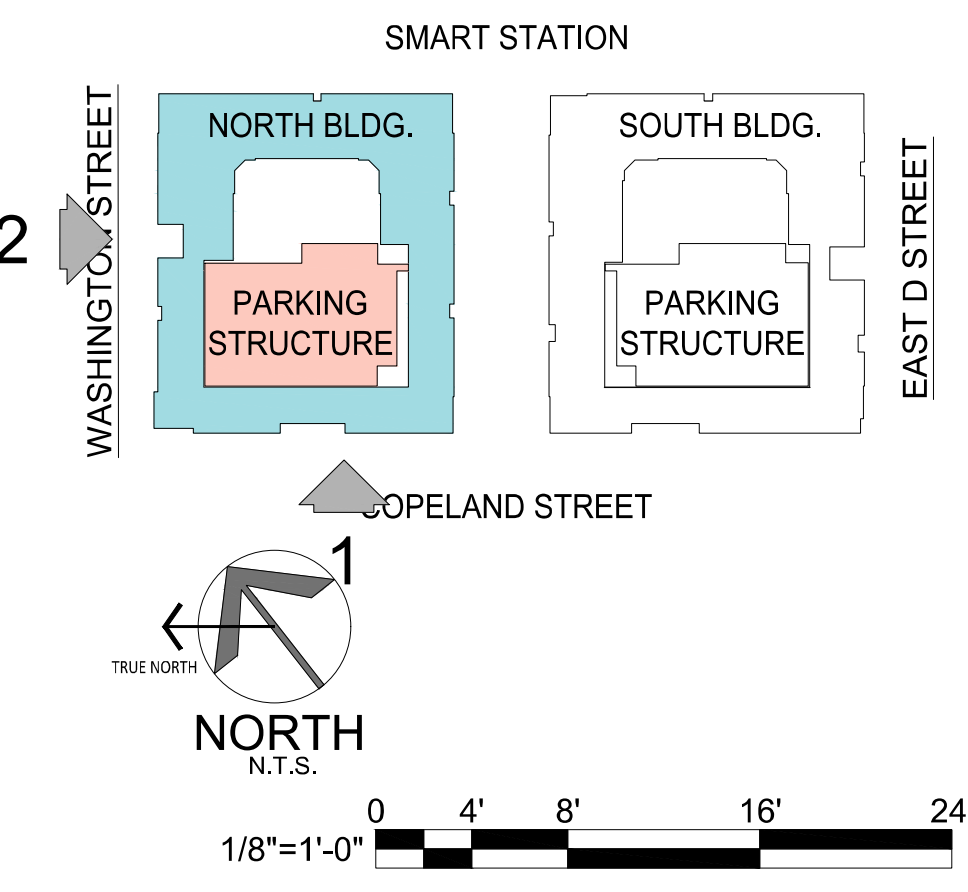 SMART STATION
NORTH BLDG.
SOUTH BLDG.
WASHINGTON STREET
2
EAST D STREET
PARKING
STRUCTURE
PARKING
STRUCTURE
COPELAND STREET
1
TRUE NORTH
NORTH
N.T.S.
0 4' 8' 16' 24
1/8"=1'-0"